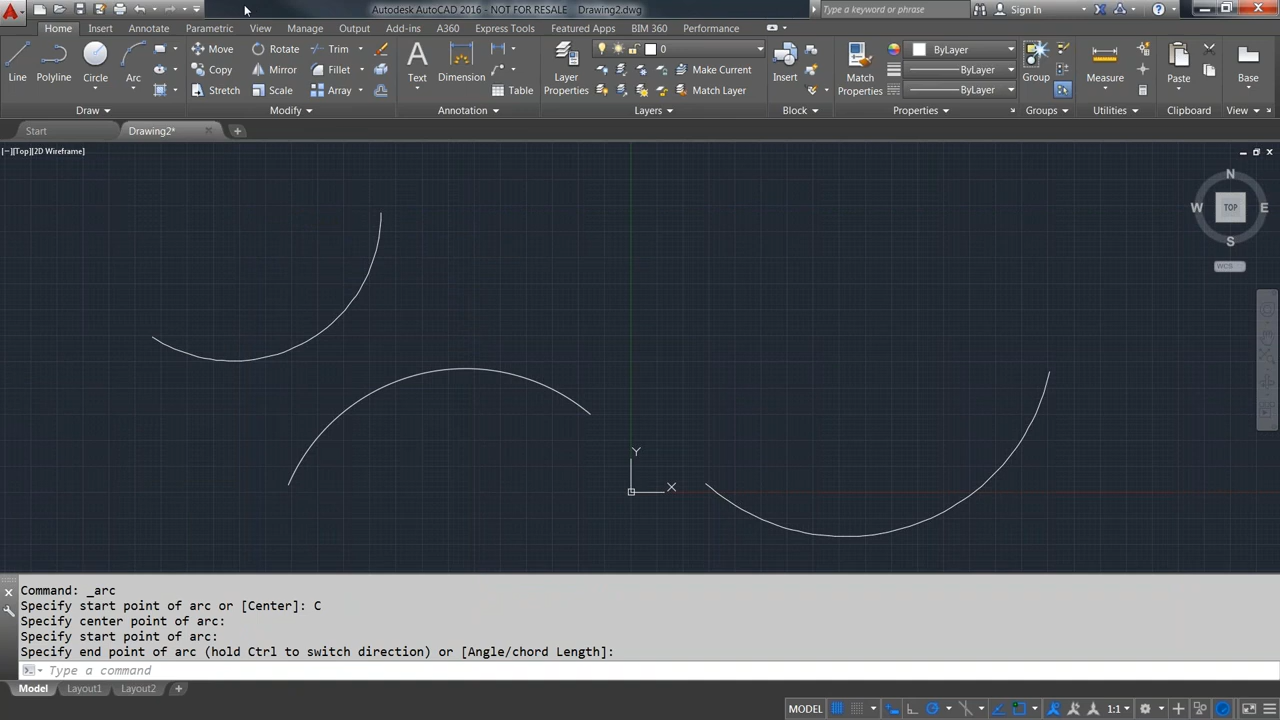 Autodesk AutoCAD 2016 - NOT FOR RESALE Drawing2.dwg
Type a keyword or phrase
Sign In
Home Insert Annotate Parametric View Manage Output Add-ins A360 Express Tools Featured Apps BIM 360 Performance
Line
Polyline
Circle
Arc
Move
Copy
Stretch
Rotate
Mirror
Scale
Trim
Fillet
Array
Text
Dimension
Table
Layer
Properties
0
Make Current
Match Layer
Insert
Match
Properties
ByLayer
ByLayer
ByLayer
Group
Measure
Paste
Base
Draw Modify Annotation Layers Block Properties Groups Utilities Clipboard View
Start Drawing2*
[−][Top][2D Wireframe]
N
W TOP E
S
WCS
Y
X
Command: _arc
Specify start point of arc or [Center]: C
Specify center point of arc:
Specify start point of arc:
Specify end point of arc (hold Ctrl to switch direction) or [Angle/chord Length]:
Type a command
Model Layout1 Layout2
MODEL 1:1